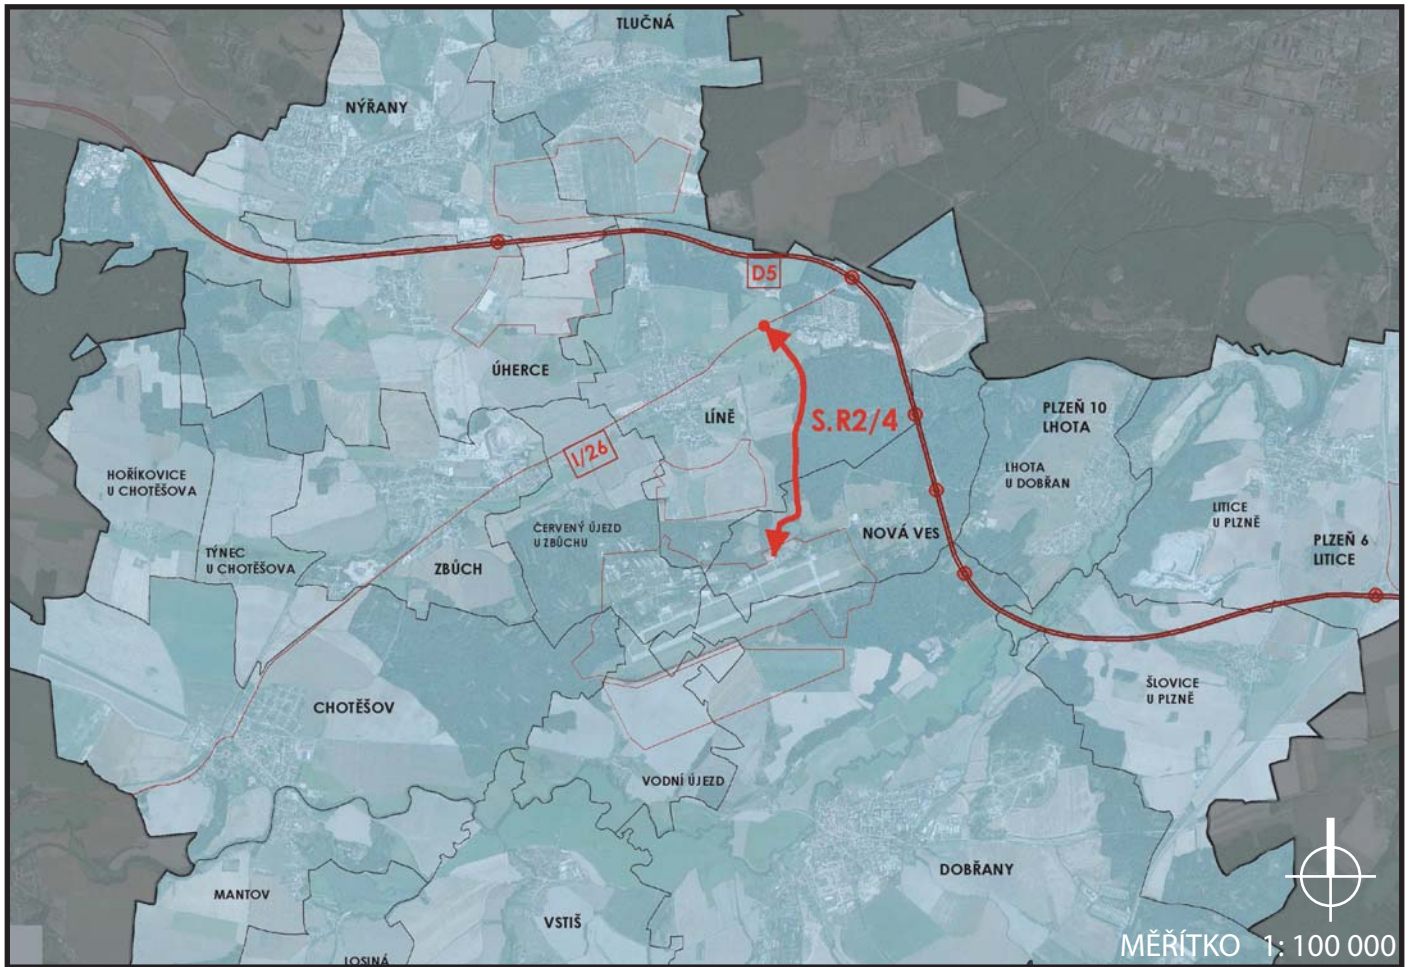 TLUČNÁ
NÝŘANY
D5
ÚHERCE
LÍNĚ
S.R2/4
PLZEŇ 10
LHOTA
I/26
HOŘÍKOVICE
U CHOTĚŠOVA
LHOTA
U DOBŘAN
LITICE
U PLZNĚ
ČERVENÝ ÚJEZD
U ZBŮCHU
NOVÁ VES
PLZEŇ 6
LITICE
TÝNEC
U CHOTĚŠOVA
ZBŮCH
ŠLOVICE
U PLZNĚ
CHOTĚŠOV
VODNÍ ÚJEZD
DOBŘANY
MANTOV
VSTIŠ
LOSINÁ
MĚŘÍTKO 1: 100 000